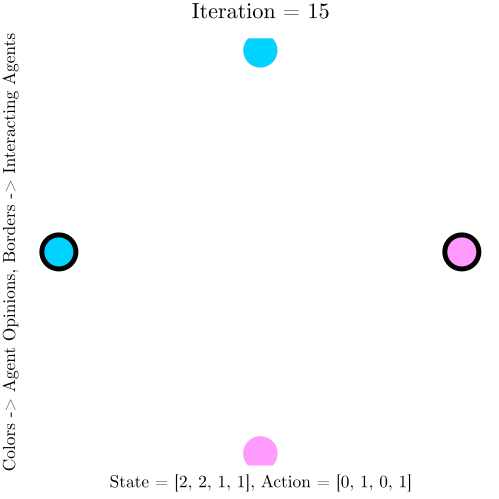 Iteration = 15
Colors -> Agent Opinions, Borders -> Interacting Agents
State = [2, 2, 1, 1], Action = [0, 1, 0, 1]